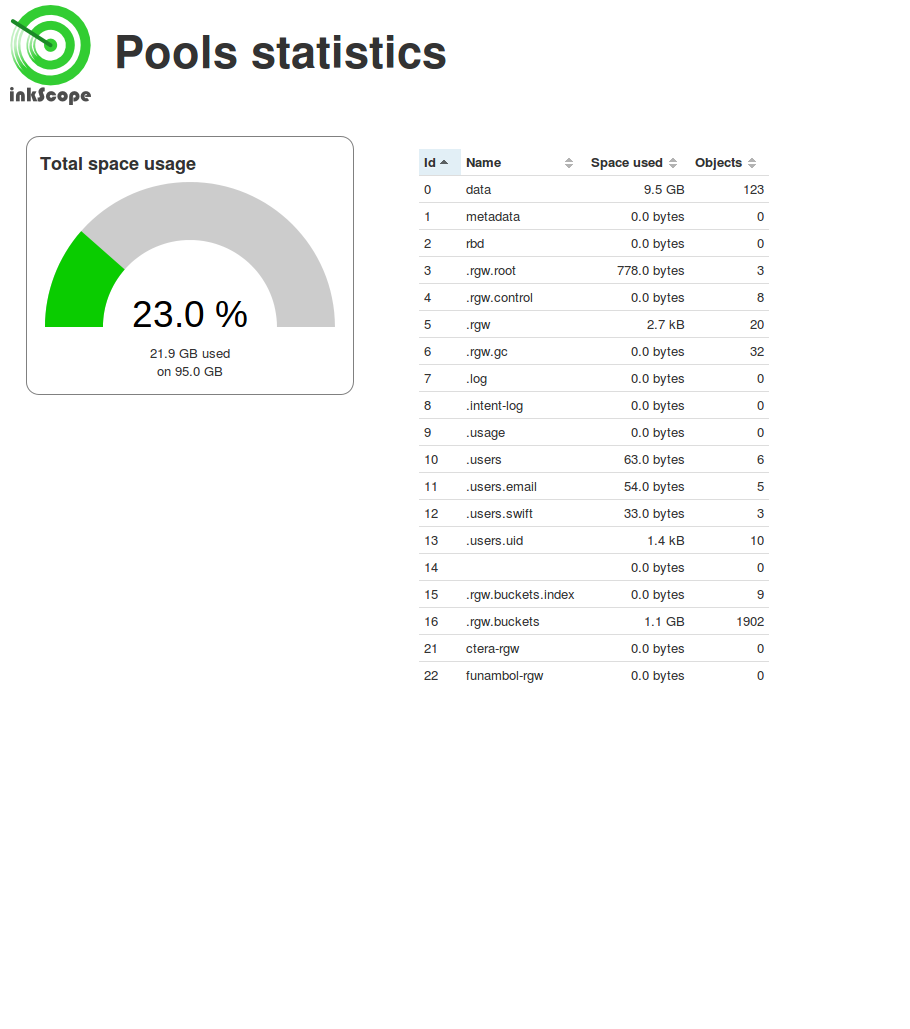 inkScope
Pools statistics
Total space usage
23.0 %
21.9 GB used
on 95.0 GB
Id Name Space used Objects
0 data 9.5 GB 123
1 metadata 0.0 bytes 0
2 rbd 0.0 bytes 0
3 .rgw.root 778.0 bytes 3
4 .rgw.control 0.0 bytes 8
5 .rgw 2.7 kB 20
6 .rgw.gc 0.0 bytes 32
7 .log 0.0 bytes 0
8 .intent-log 0.0 bytes 0
9 .usage 0.0 bytes 0
10 .users 63.0 bytes 6
11 .users.email 54.0 bytes 5
12 .users.swift 33.0 bytes 3
13 .users.uid 1.4 kB 10
14 0.0 bytes 0
15 .rgw.buckets.index 0.0 bytes 9
16 .rgw.buckets 1.1 GB 1902
21 ctera-rgw 0.0 bytes 0
22 funambol-rgw 0.0 bytes 0